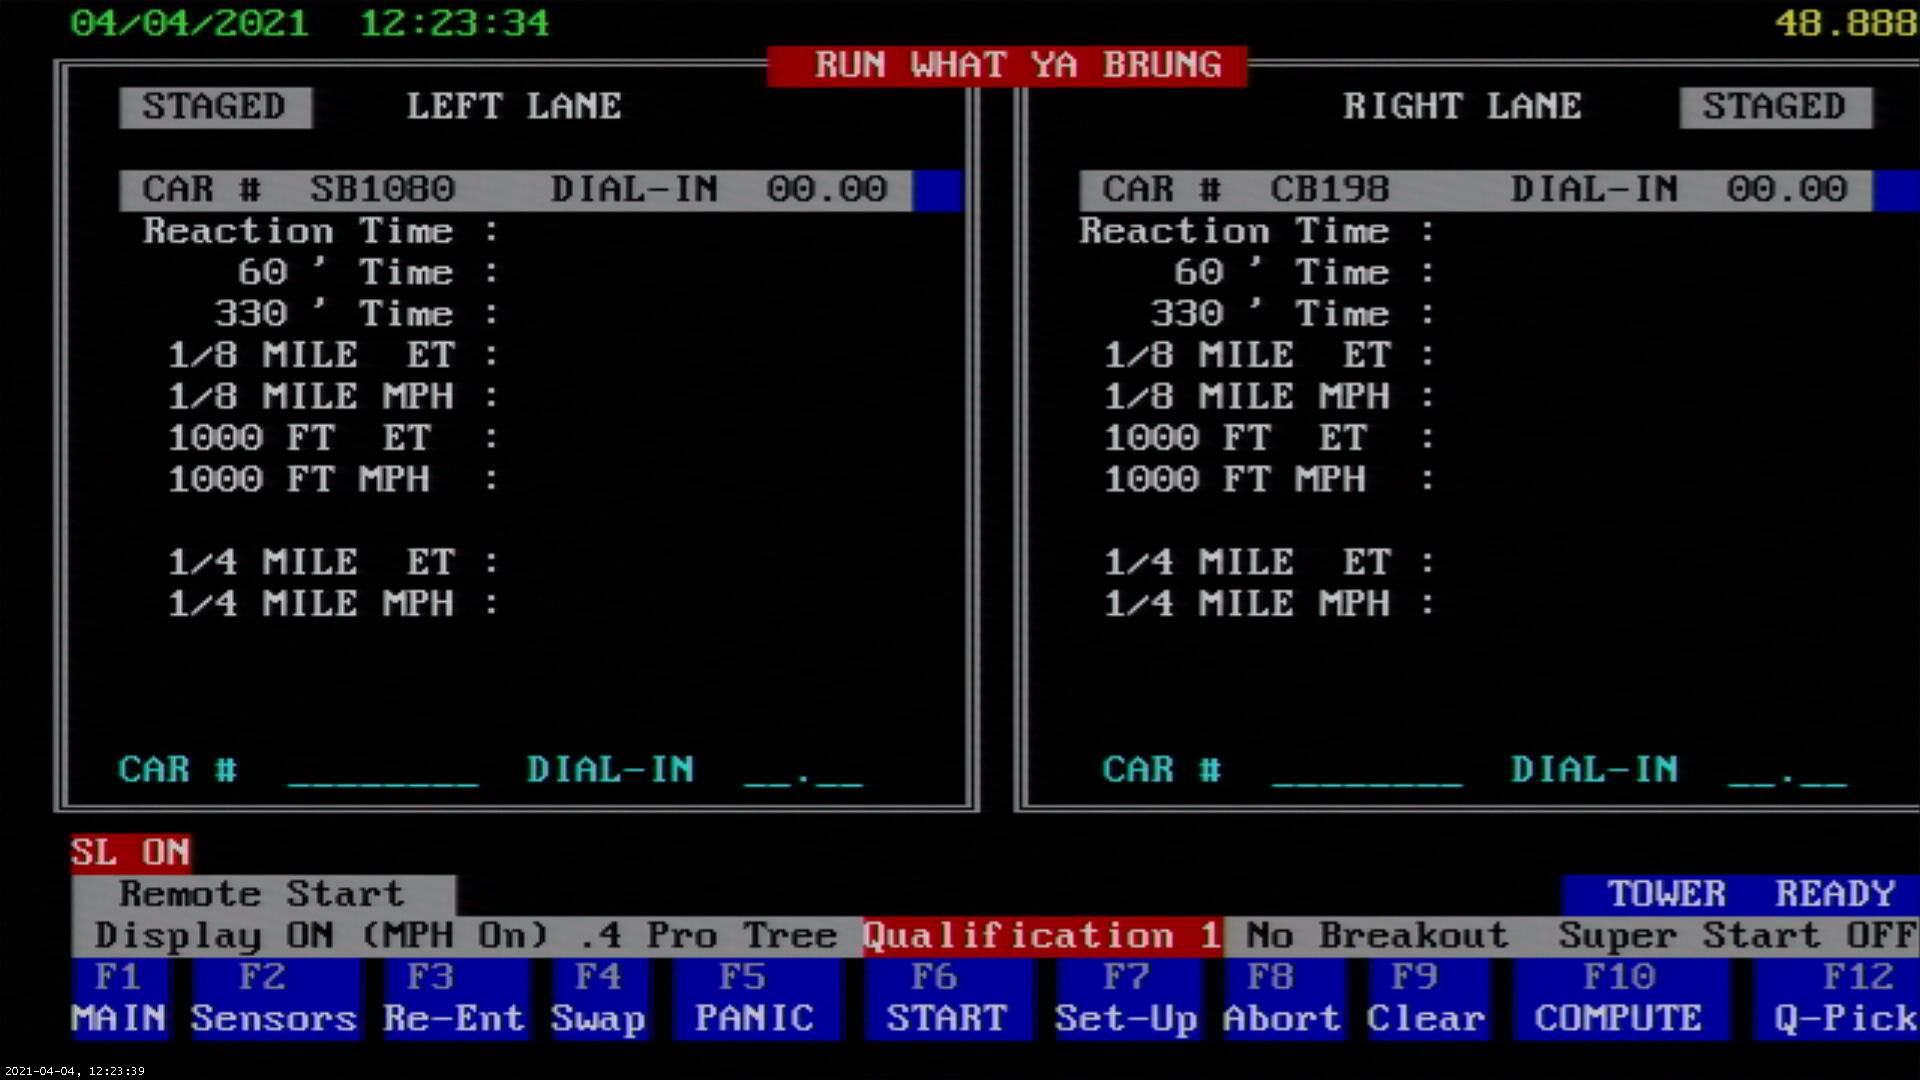 04/04/2021 12:23:34 48.888
RUN WHAT YA BRUNG
STAGED LEFT LANE RIGHT LANE STAGED
CAR # SB1080 DIAL-IN 00.00 CAR # CB198 DIAL-IN 00.00
Reaction Time : Reaction Time :
60 ' Time : 60 ' Time :
330 ' Time : 330 ' Time :
1/8 MILE ET : 1/8 MILE ET :
1/8 MILE MPH : 1/8 MILE MPH :
1000 FT ET : 1000 FT ET :
1000 FT MPH : 1000 FT MPH :
1/4 MILE ET : 1/4 MILE ET :
1/4 MILE MPH : 1/4 MILE MPH :
CAR # ________ DIAL-IN __.__ CAR # ________ DIAL-IN __.__
SL ON
Remote Start TOWER READY
Display ON (MPH On) .4 Pro Tree Qualification 1 No Breakout Super Start OFF
F1 F2 F3 F4 F5 F6 F7 F8 F9 F10 F12
MAIN Sensors Re-Ent Swap PANIC START Set-Up Abort Clear COMPUTE Q-Pick
2021-04-04, 12:23:39